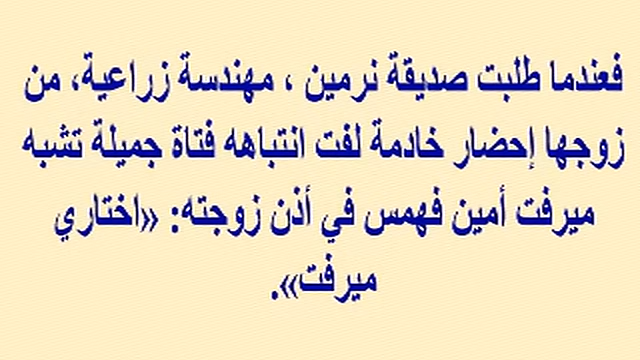 فعندما طلبت صديقة نرمين ، مهندسة زراعية، من
زوجها إحضار خادمة لفت انتباهه فتاة جميلة تشبه
ميرفت أمين فهمس في أذن زوجته: «اختاري
ميرفت».